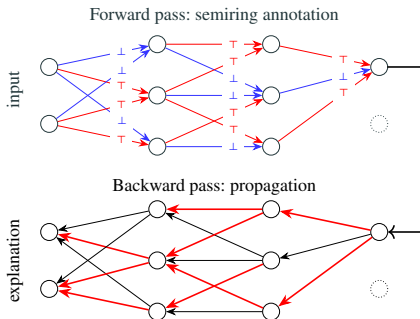 Forward pass: semiring annotation
input
⊥ ⊤ ⊤
⊤ ⊤ ⊤
⊥ ⊥ ⊥
⊤ ⊤
⊥ ⊤ ⊤
⊤ ⊥
⊥ ⊥
Backward pass: propagation
explanation